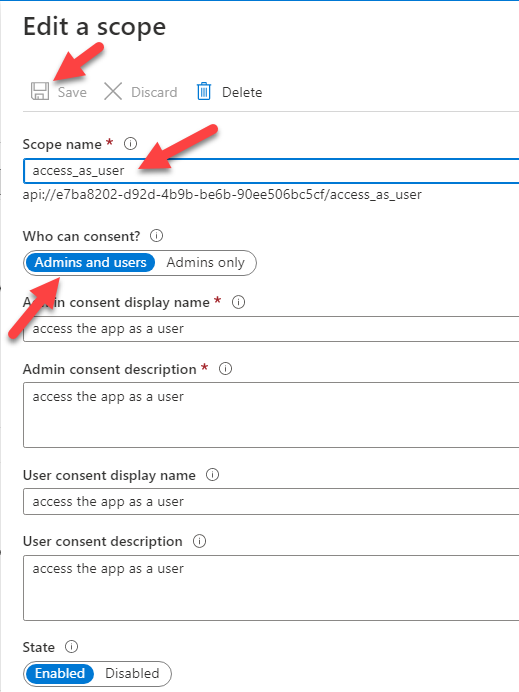 Edit a scope
Save Discard Delete
Scope name *
access_as_user
api://e7ba8202-d92d-4b9b-be6b-90ee506bc5cf/access_as_user
Who can consent?
Admins and users Admins only
Admin consent display name *
access the app as a user
Admin consent description *
access the app as a user
User consent display name
access the app as a user
User consent description
access the app as a user
State
Enabled Disabled